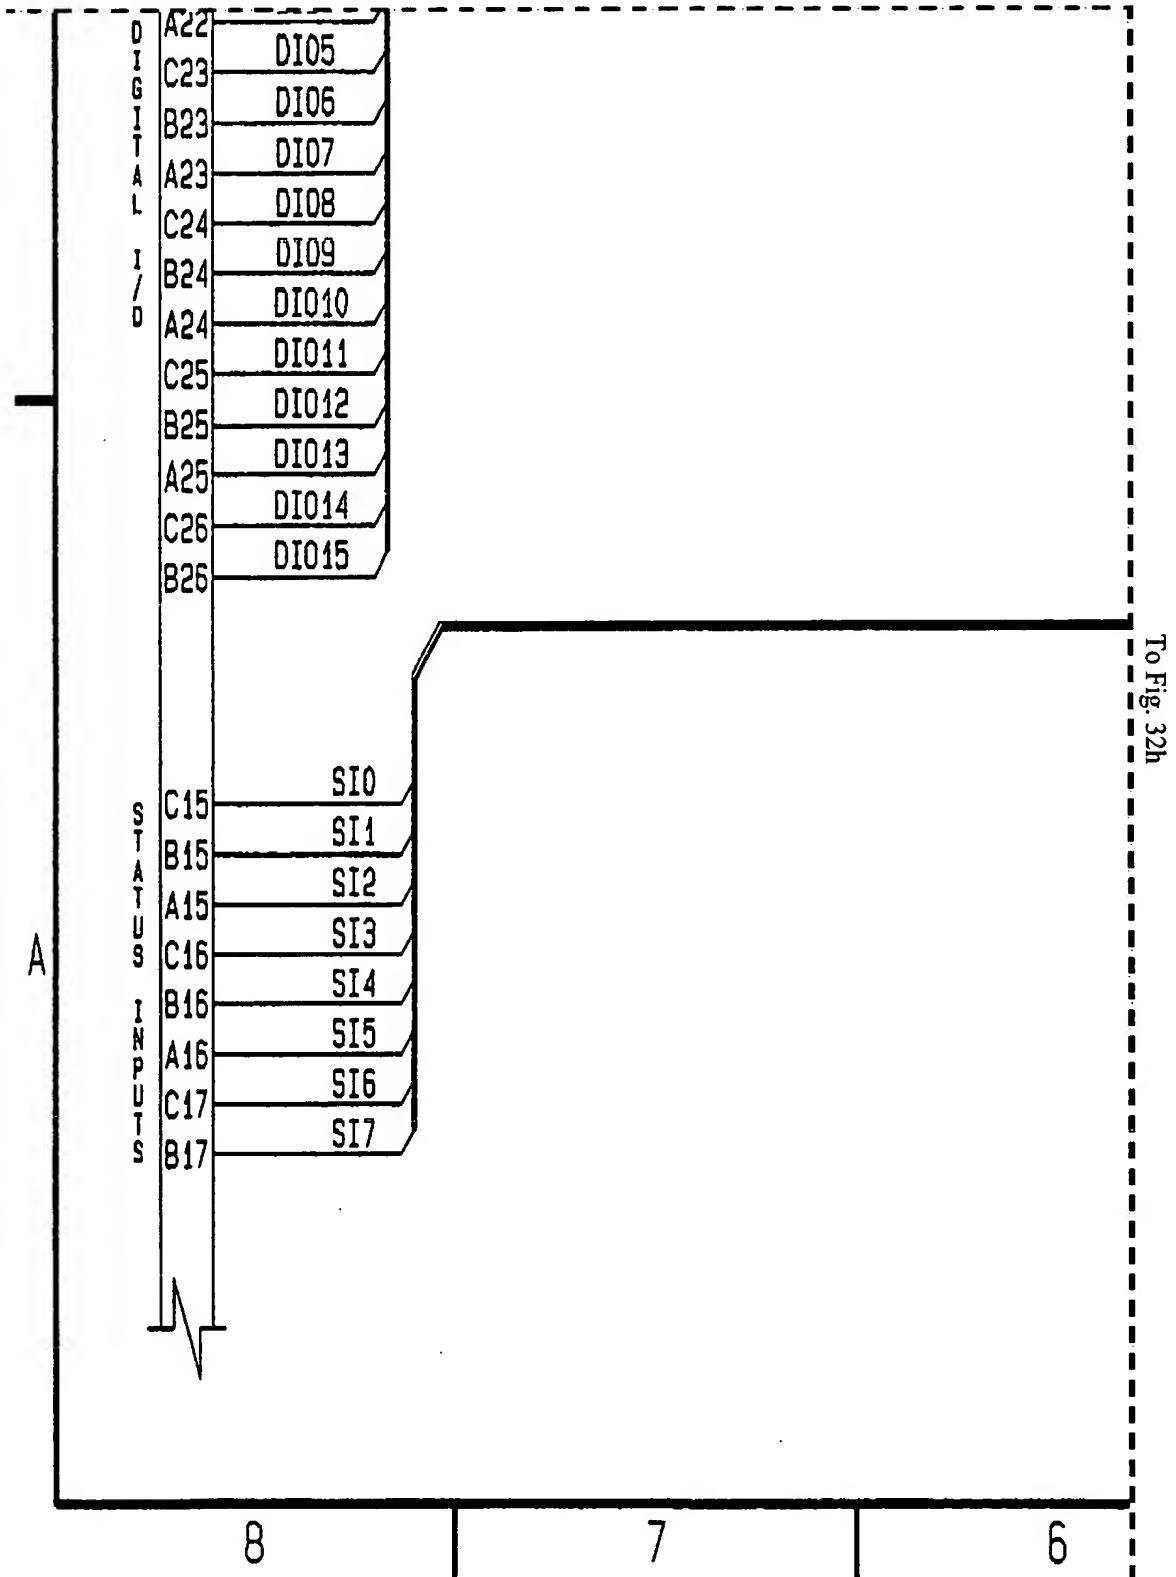 DIGITAL I/O
A22
DIO5
C23
DIO6
B23
DIO7
A23
DIO8
C24
DIO9
B24
DIO10
A24
DIO11
C25
DIO12
B25
DIO13
A25
DIO14
C26
DIO15
B26
To Fig. 32h
STATUS INPUTS
SI0
C15
SI1
B15
SI2
A15
SI3
C16
SI4
B16
SI5
A16
SI6
C17
SI7
B17
A
8 7 6